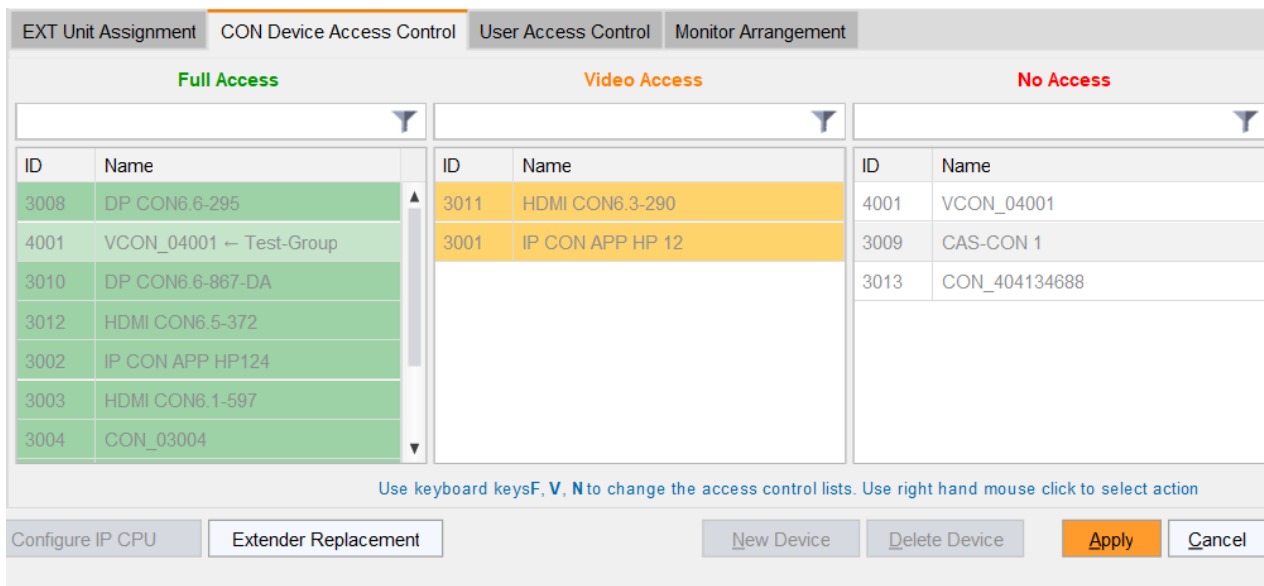 EXT Unit Assignment CON Device Access Control User Access Control Monitor Arrangement
Full Access Video Access No Access
ID Name ID Name ID Name
3008 DP CON6.6-295 3011 HDMI CON6.3-290 4001 VCON_04001
4001 VCON_04001 ← Test-Group 3001 IP CON APP HP 12 3009 CAS-CON 1
3010 DP CON6.6-867-DA 3013 CON_404134688
3012 HDMI CON6.5-372
3002 IP CON APP HP124
3003 HDMI CON6.1-597
3004 CON_03004
Use keyboard keysF, V, N to change the access control lists. Use right hand mouse click to select action
Configure IP CPU Extender Replacement New Device Delete Device Apply Cancel